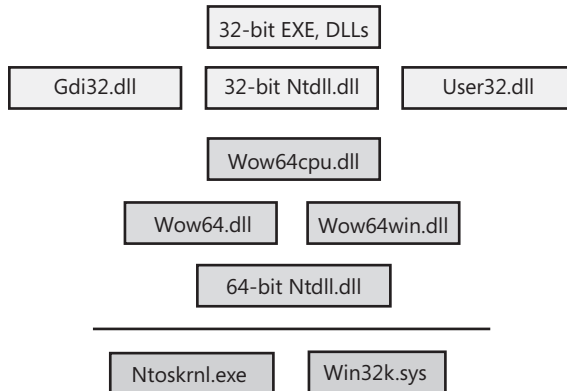 32-bit EXE, DLLs
Gdi32.dll 32-bit Ntdll.dll User32.dll
Wow64cpu.dll
Wow64.dll Wow64win.dll
64-bit Ntdll.dll
Ntoskrnl.exe Win32k.sys